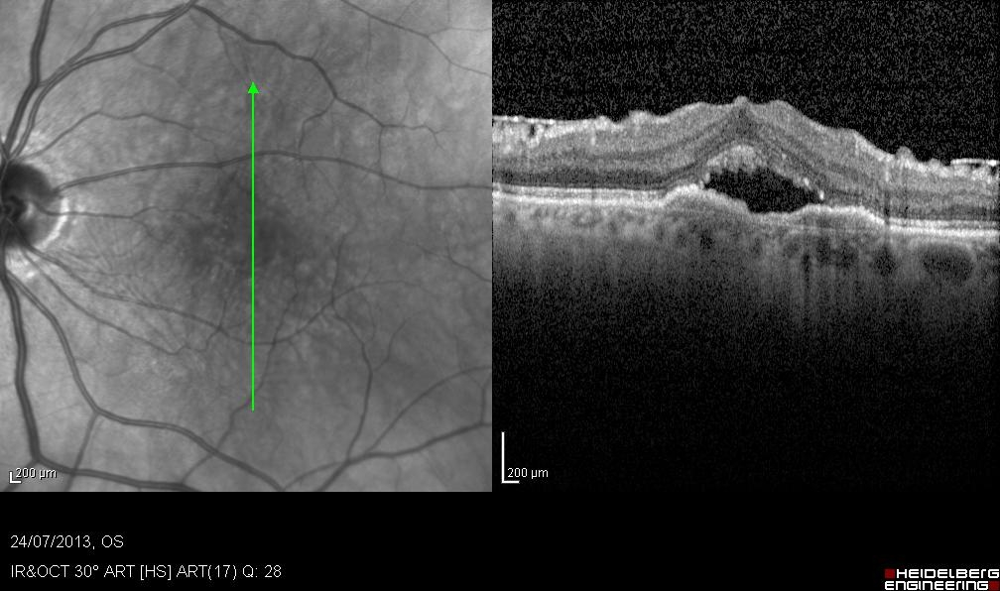 200 µm
200 µm
24/07/2013, OS
IR&OCT 30° ART [HS] ART(17) Q: 28
HEIDELBERG
ENGINEERING